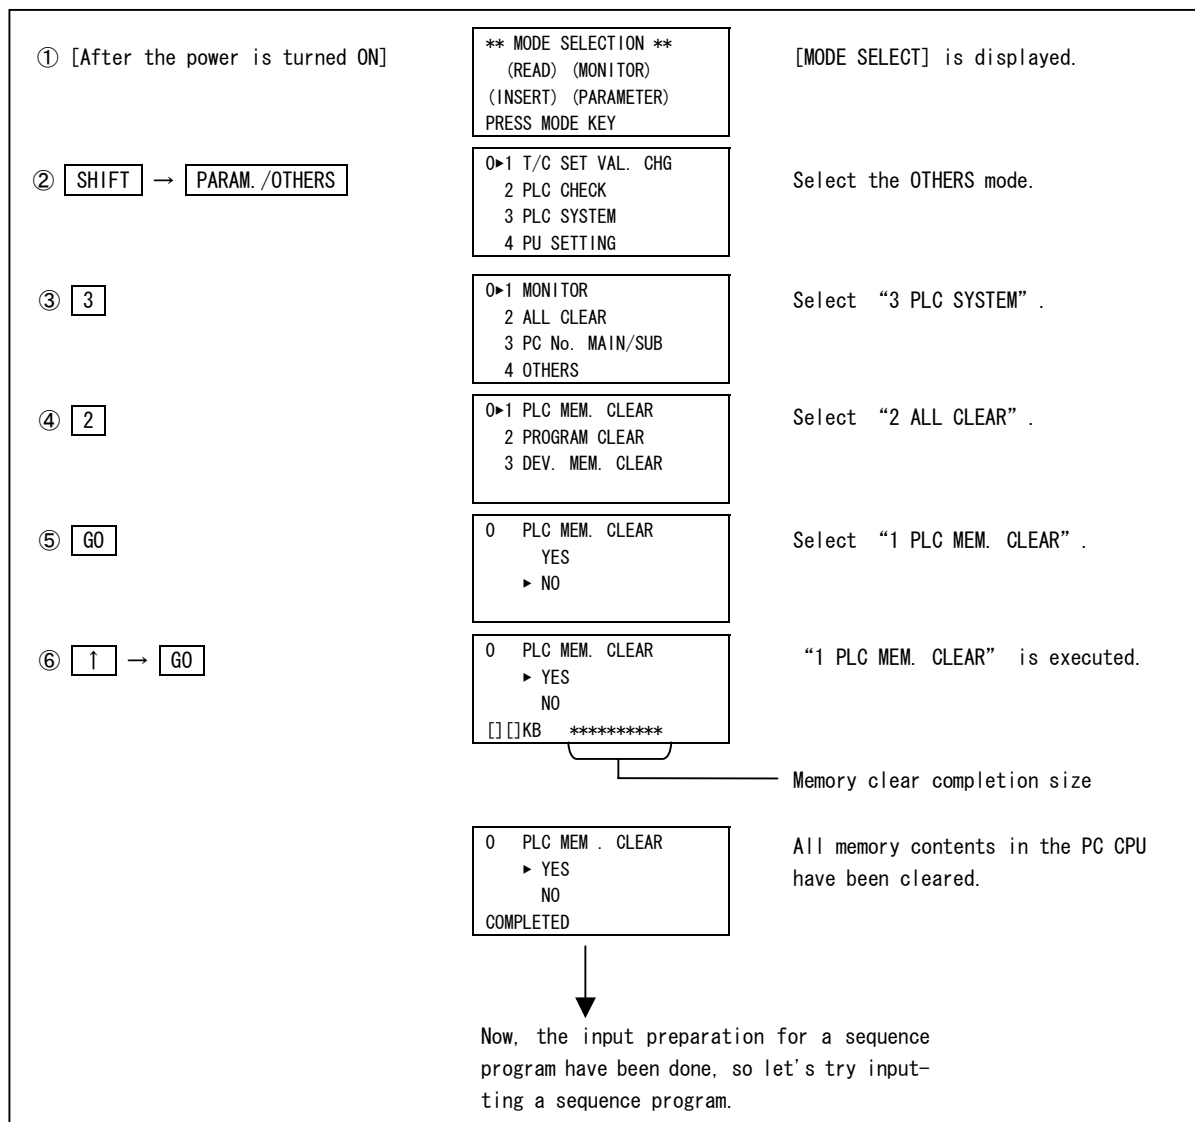 ① [After the power is turned ON]
** MODE SELECTION **
(READ) (MONITOR)
(INSERT) (PARAMETER)
PRESS MODE KEY
[MODE SELECT] is displayed.
② SHIFT → PARAM./OTHERS
0▶1 T/C SET VAL. CHG
2 PLC CHECK
3 PLC SYSTEM
4 PU SETTING
Select the OTHERS mode.
③ 3
0▶1 MONITOR
2 ALL CLEAR
3 PC No. MAIN/SUB
4 OTHERS
Select “3 PLC SYSTEM”.
④ 2
0▶1 PLC MEM. CLEAR
2 PROGRAM CLEAR
3 DEV. MEM. CLEAR
Select “2 ALL CLEAR”.
⑤ GO
0 PLC MEM. CLEAR
YES
▶ NO
Select “1 PLC MEM. CLEAR”.
⑥ ↑ → GO
0 PLC MEM. CLEAR
▶ YES
NO
[][]KB **********
“1 PLC MEM. CLEAR” is executed.
Memory clear completion size
0 PLC MEM . CLEAR
▶ YES
NO
COMPLETED
All memory contents in the PC CPU
have been cleared.
Now, the input preparation for a sequence
program have been done, so let's try input-
ting a sequence program.